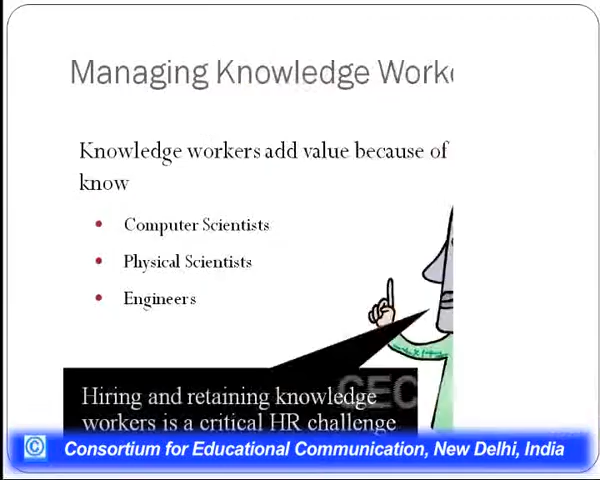 Managing Knowledge Work
Knowledge workers add value because of
know
Computer Scientists
Physical Scientists
Engineers
CEC
Hiring and retaining knowledge
workers is a critical HR challenge
© Consortium for Educational Communication, New Delhi, India